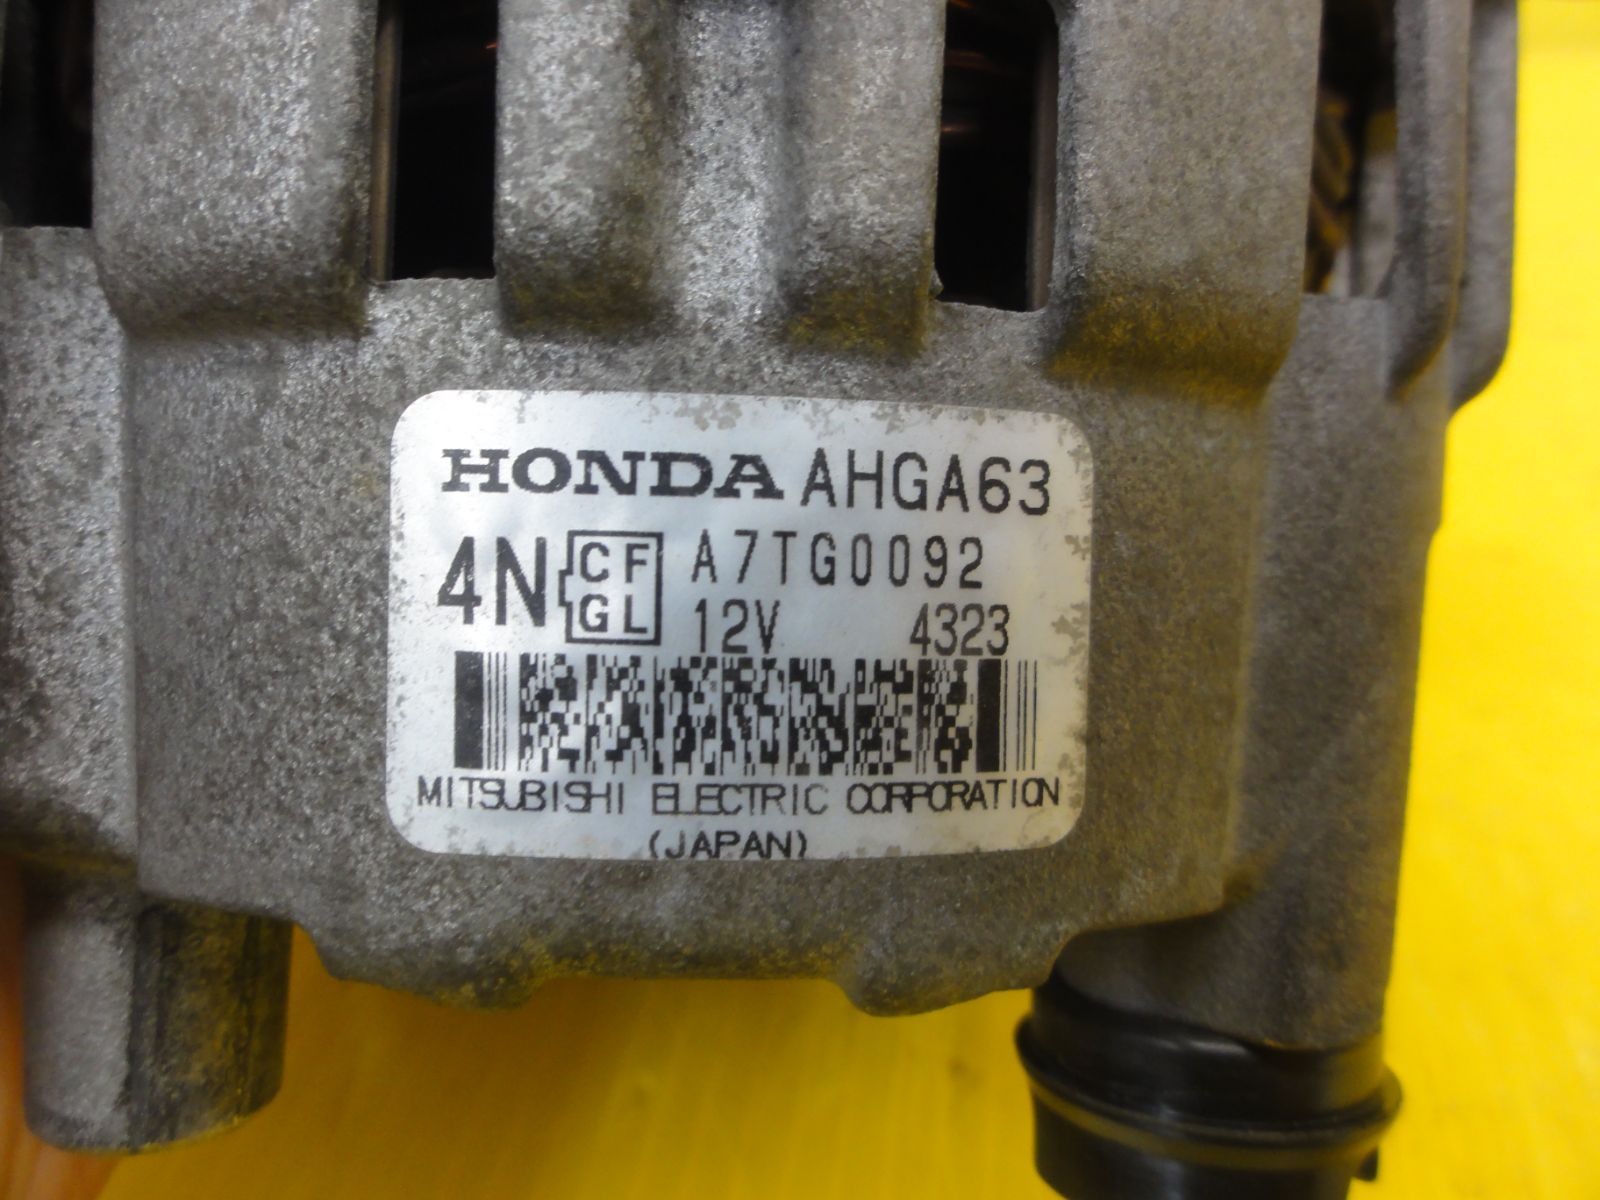 HONDA AHGA63
4N CF GL A7TG0092
12V 4323
MITSUBISHI ELECTRIC CORPORATION
(JAPAN)